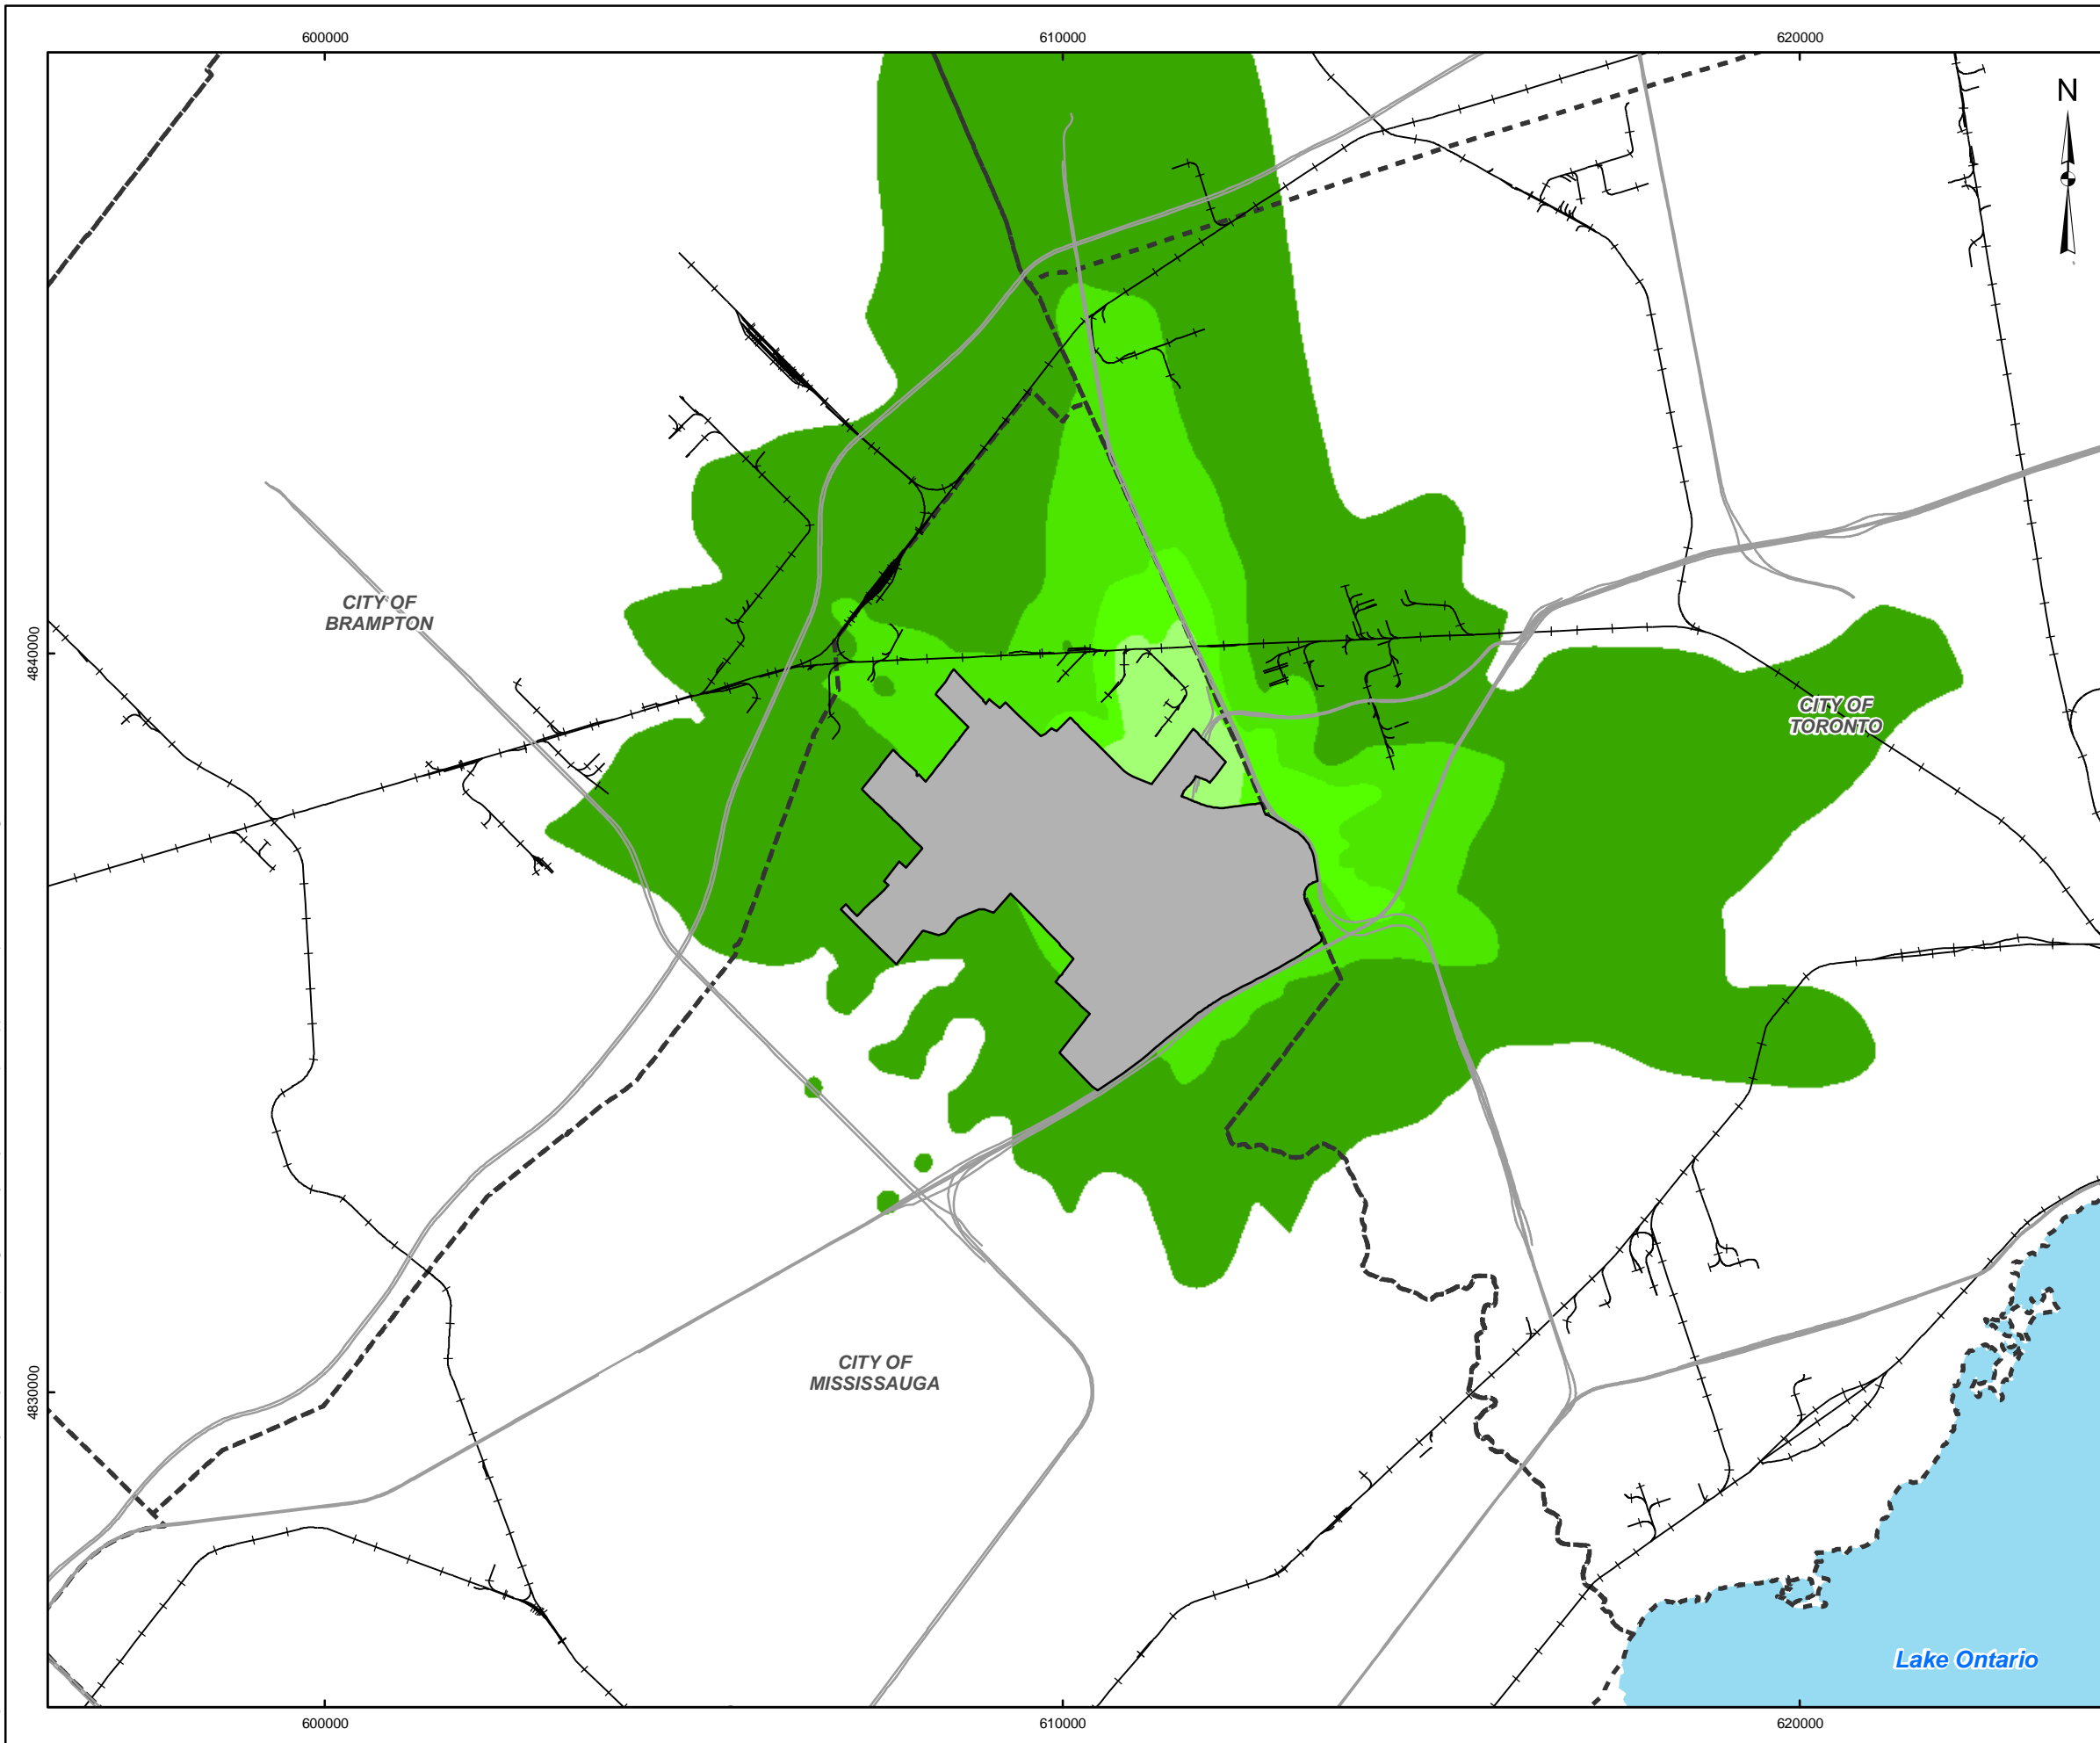 600000
610000
620000
N
4840000
CITY OF
BRAMPTON
CITY OF
TORONTO
4830000
CITY OF
MISSISSAUGA
Lake Ontario
600000
610000
620000